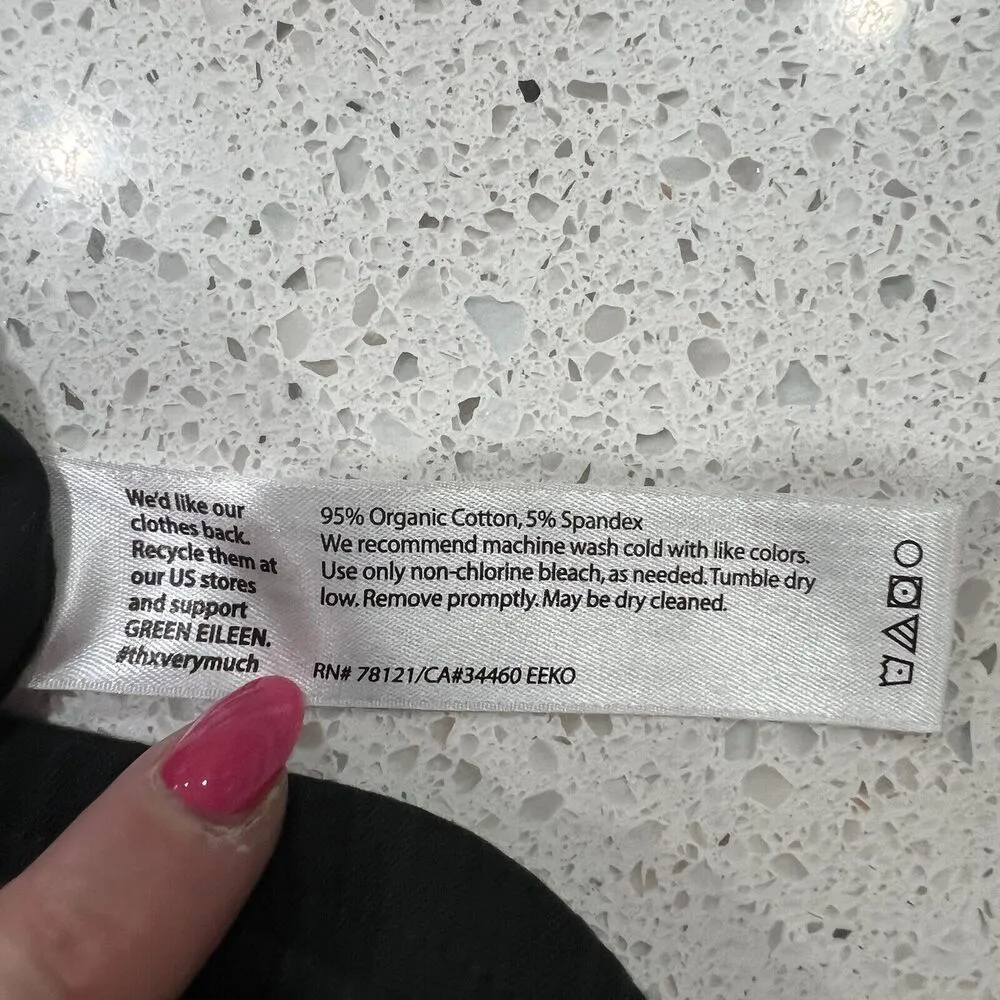 We'd like our
clothes back.
Recycle them at
our US stores
and support
GREEN EILEEN.
#thxverymuch
95% Organic Cotton, 5% Spandex
We recommend machine wash cold with like colors.
Use only non-chlorine bleach, as needed. Tumble dry
low. Remove promptly. May be dry cleaned.
RN# 78121/CA#34460 EEKO